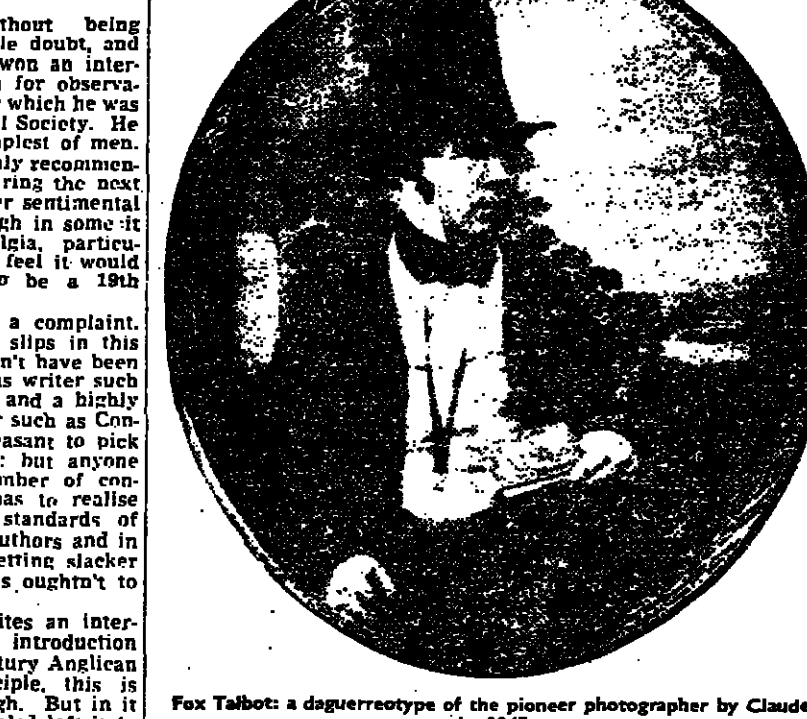 thout being
le doubt, and
won an inter-
for observa-
which he was
l Society. He
plest of men.
ly recommen-
ring the next
r sentimental
gh in some it
lgia, particu-
feel it would
be a 19th
a complaint.
slips in this
n't have been
us writer such
and a highly
such as Con-
easant to pick
: but anyone
mber of con-
has to realise
standards of
uthors and in
etting slacker
s oughtn't to
ites an inter-
introduction
tury Anglican
ciple, this is
gh. But in it
Fox Talbot: a daguerreotype of the pioneer photographer by Claude